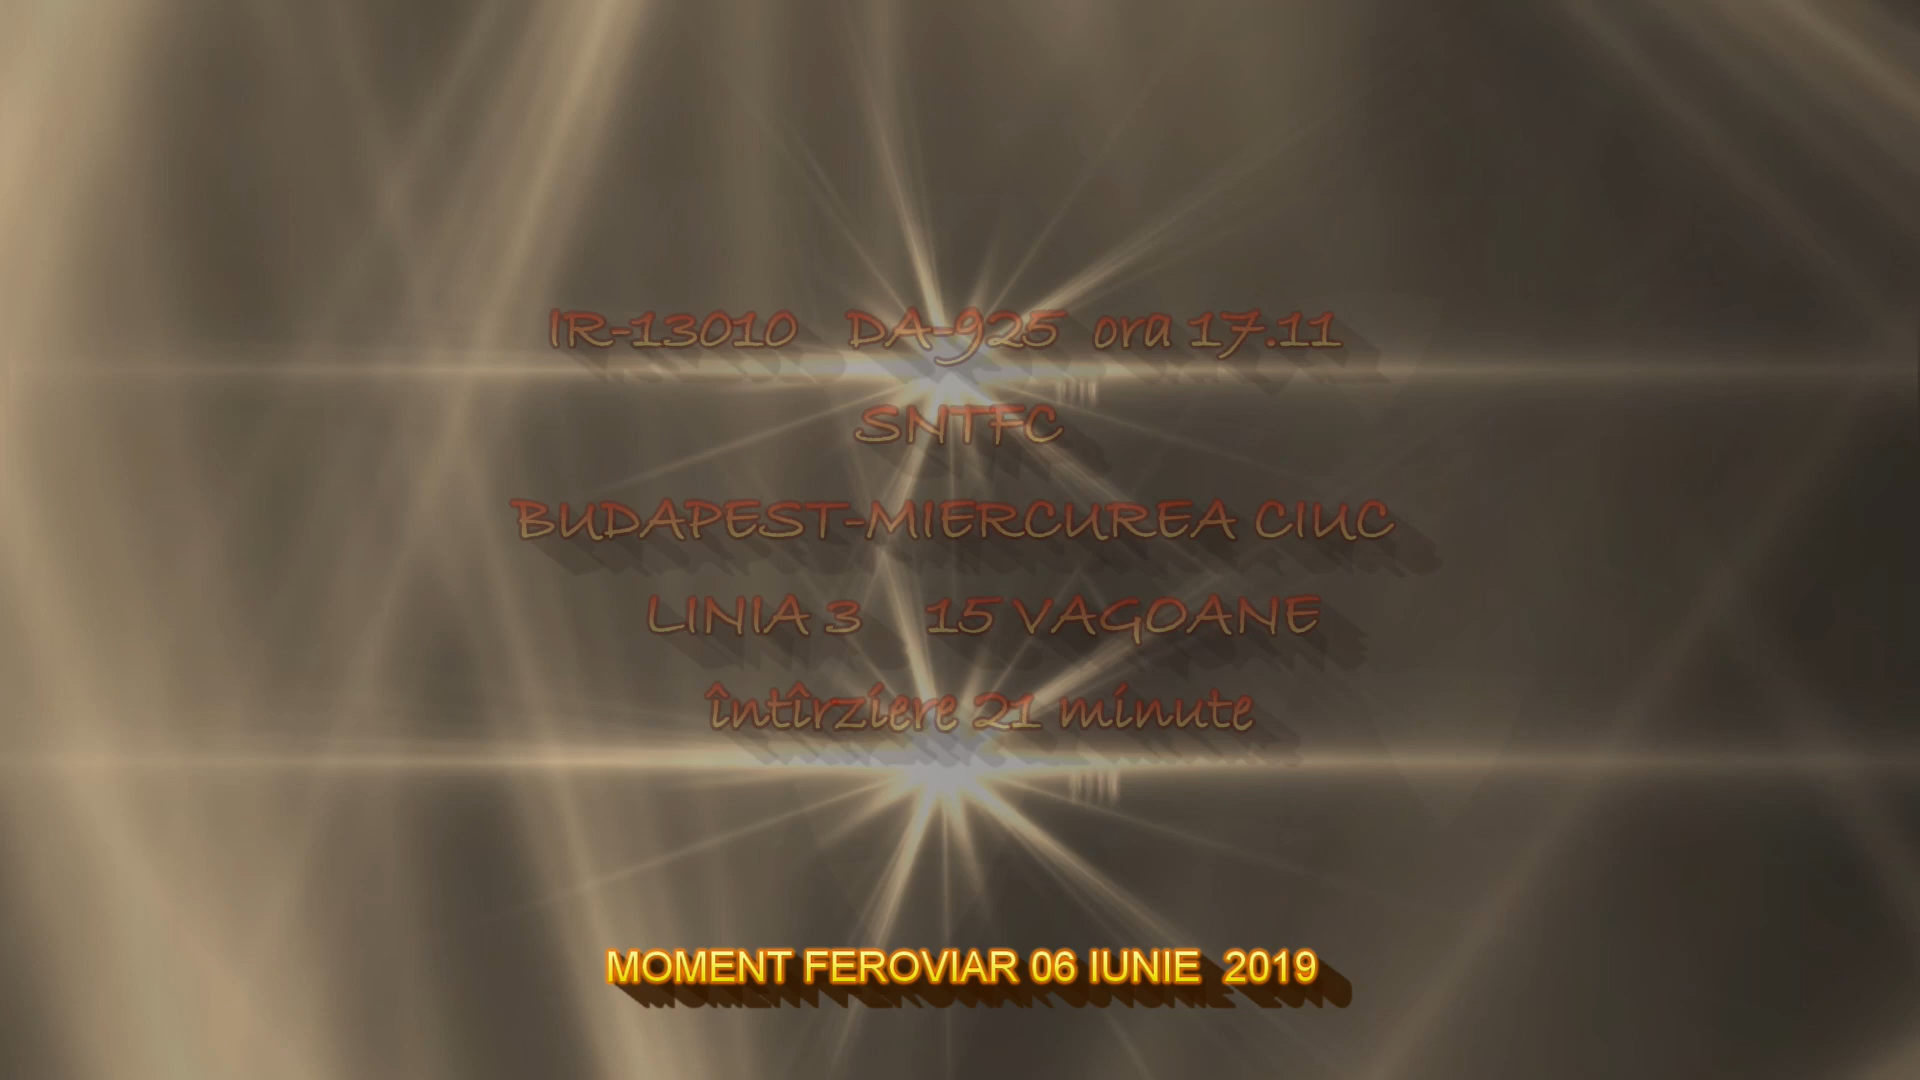 IR-13010 DA-925 ora 17.11
SNTFC
BUDAPEST-MIERCUREA CIUC
LINIA 3 15 VAGOANE
întîrziere 21 minute
MOMENT FEROVIAR 06 IUNIE 2019